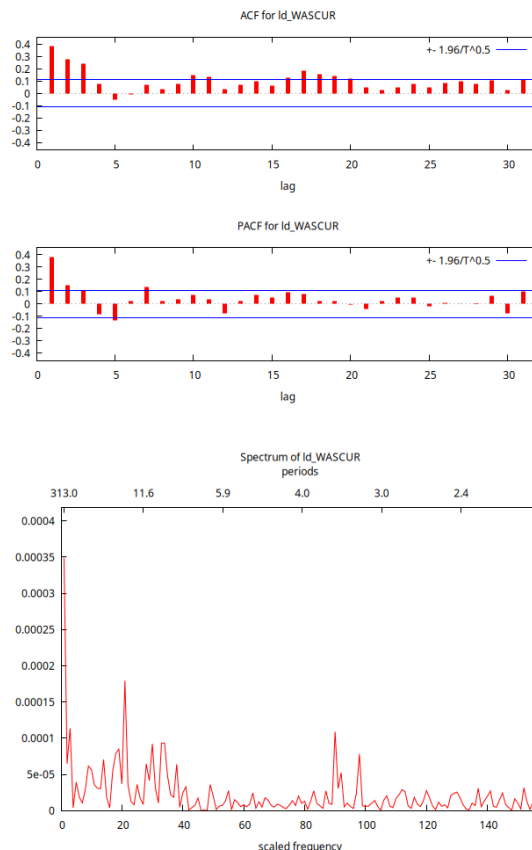 ACF for ld_WASCUR
+- 1.96/T^0.5
0.4
0.3
0.2
0.1
0
-0.1
-0.2
-0.3
-0.4
0 5 10 15 20 25 30
lag
PACF for ld_WASCUR
+- 1.96/T^0.5
0.4
0.3
0.2
0.1
0
-0.1
-0.2
-0.3
-0.4
0 5 10 15 20 25 30
lag
Spectrum of ld_WASCUR
periods
313.0 11.6 5.9 4.0 3.0 2.4
0.0004
0.00035
0.0003
0.00025
0.0002
0.00015
0.0001
5e-05
0
0 20 40 60 80 100 120 140
scaled frequency